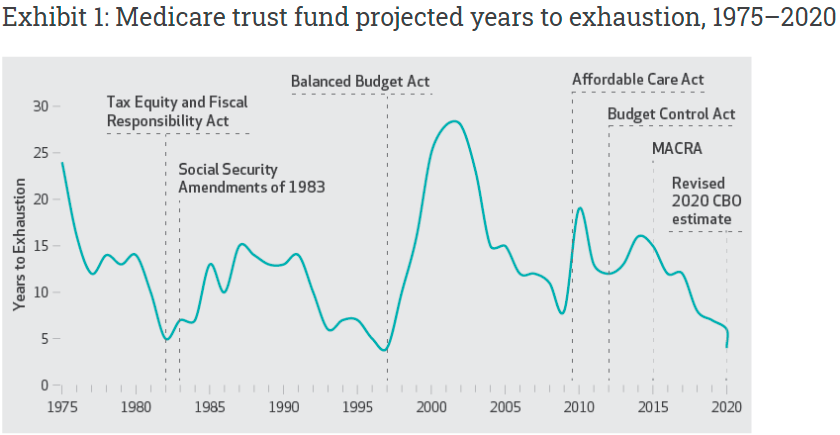 Exhibit 1: Medicare trust fund projected years to exhaustion, 1975–2020
Balanced Budget Act
Affordable Care Act
Tax Equity and Fiscal
Responsibility Act
Budget Control Act
Social Security
Amendments of 1983
MACRA
Revised
2020 CBO
estimate
Years to Exhaustion
30
25
20
15
10
5
0
1975 1980 1985 1990 1995 2000 2005 2010 2015 2020